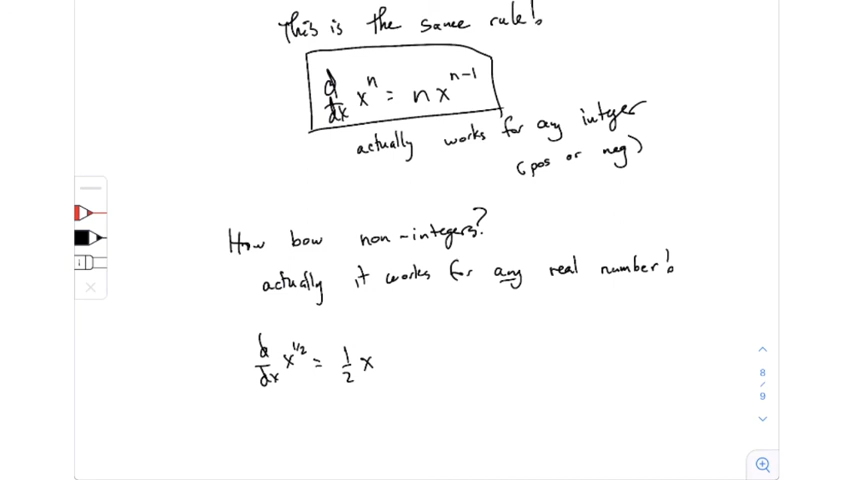 This is the same rule!
d/dx x^n = n x^(n-1)
actually works for any integer
(pos or neg)
How bow non-integers?
actually it works for any real number!
d/dx x^(1/2) = 1/2 x
8
/
9